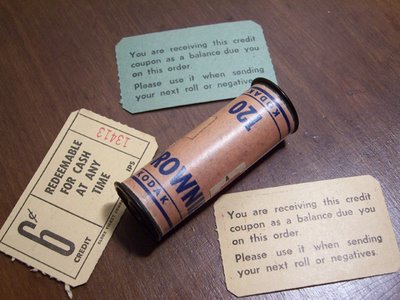 You are receiving this credit
coupon as a balance due you
on this order.
Please use it when sending
your next roll or negatives.
KODAK
120
BROWNI
KODAK
13413
REDEEMABLE
FOR CASH
AT ANY
TIME
IPS
6¢
CREDIT
You are receiving this credit
coupon as a balance due you
on this order.
Please use it when sending
your next roll or negatives.